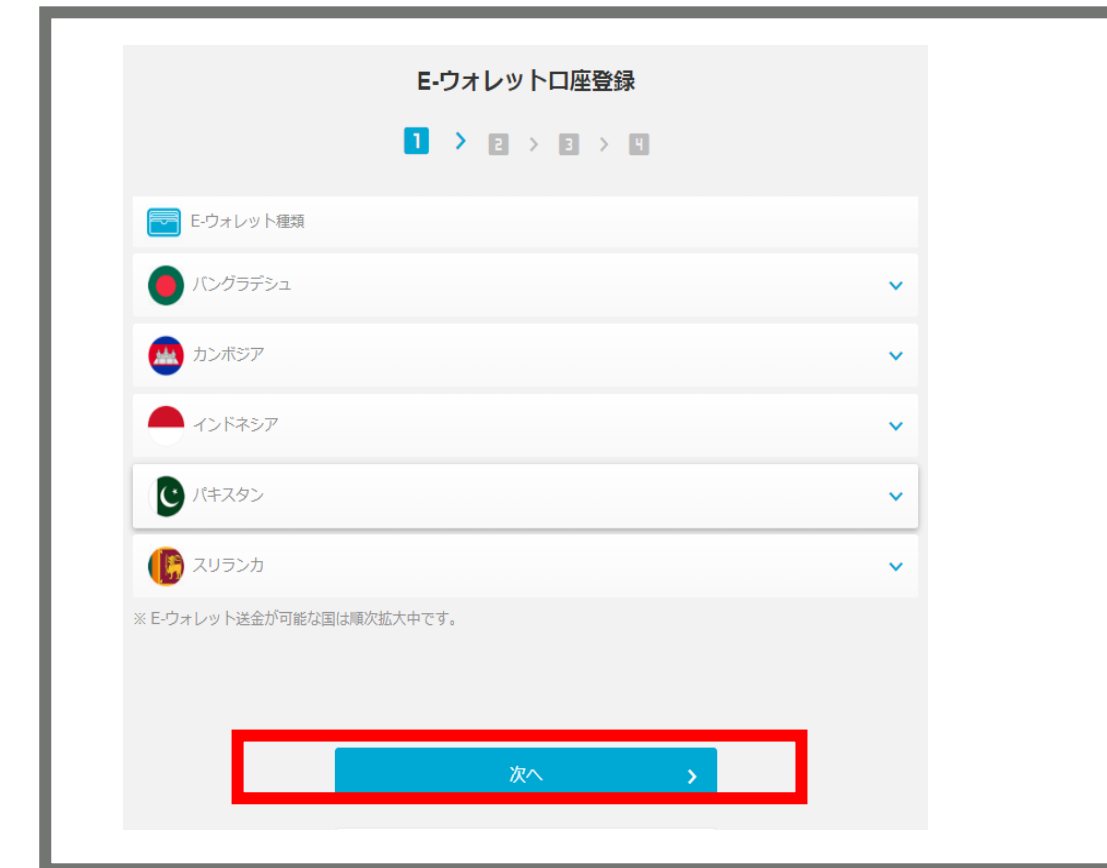 E-ウォレット口座登録
1 > 2 > 3 > 4
E-ウォレット種類
バングラデシュ
カンボジア
インドネシア
パキスタン
スリランカ
※ E-ウォレット送金が可能な国は順次拡大中です。
次へ